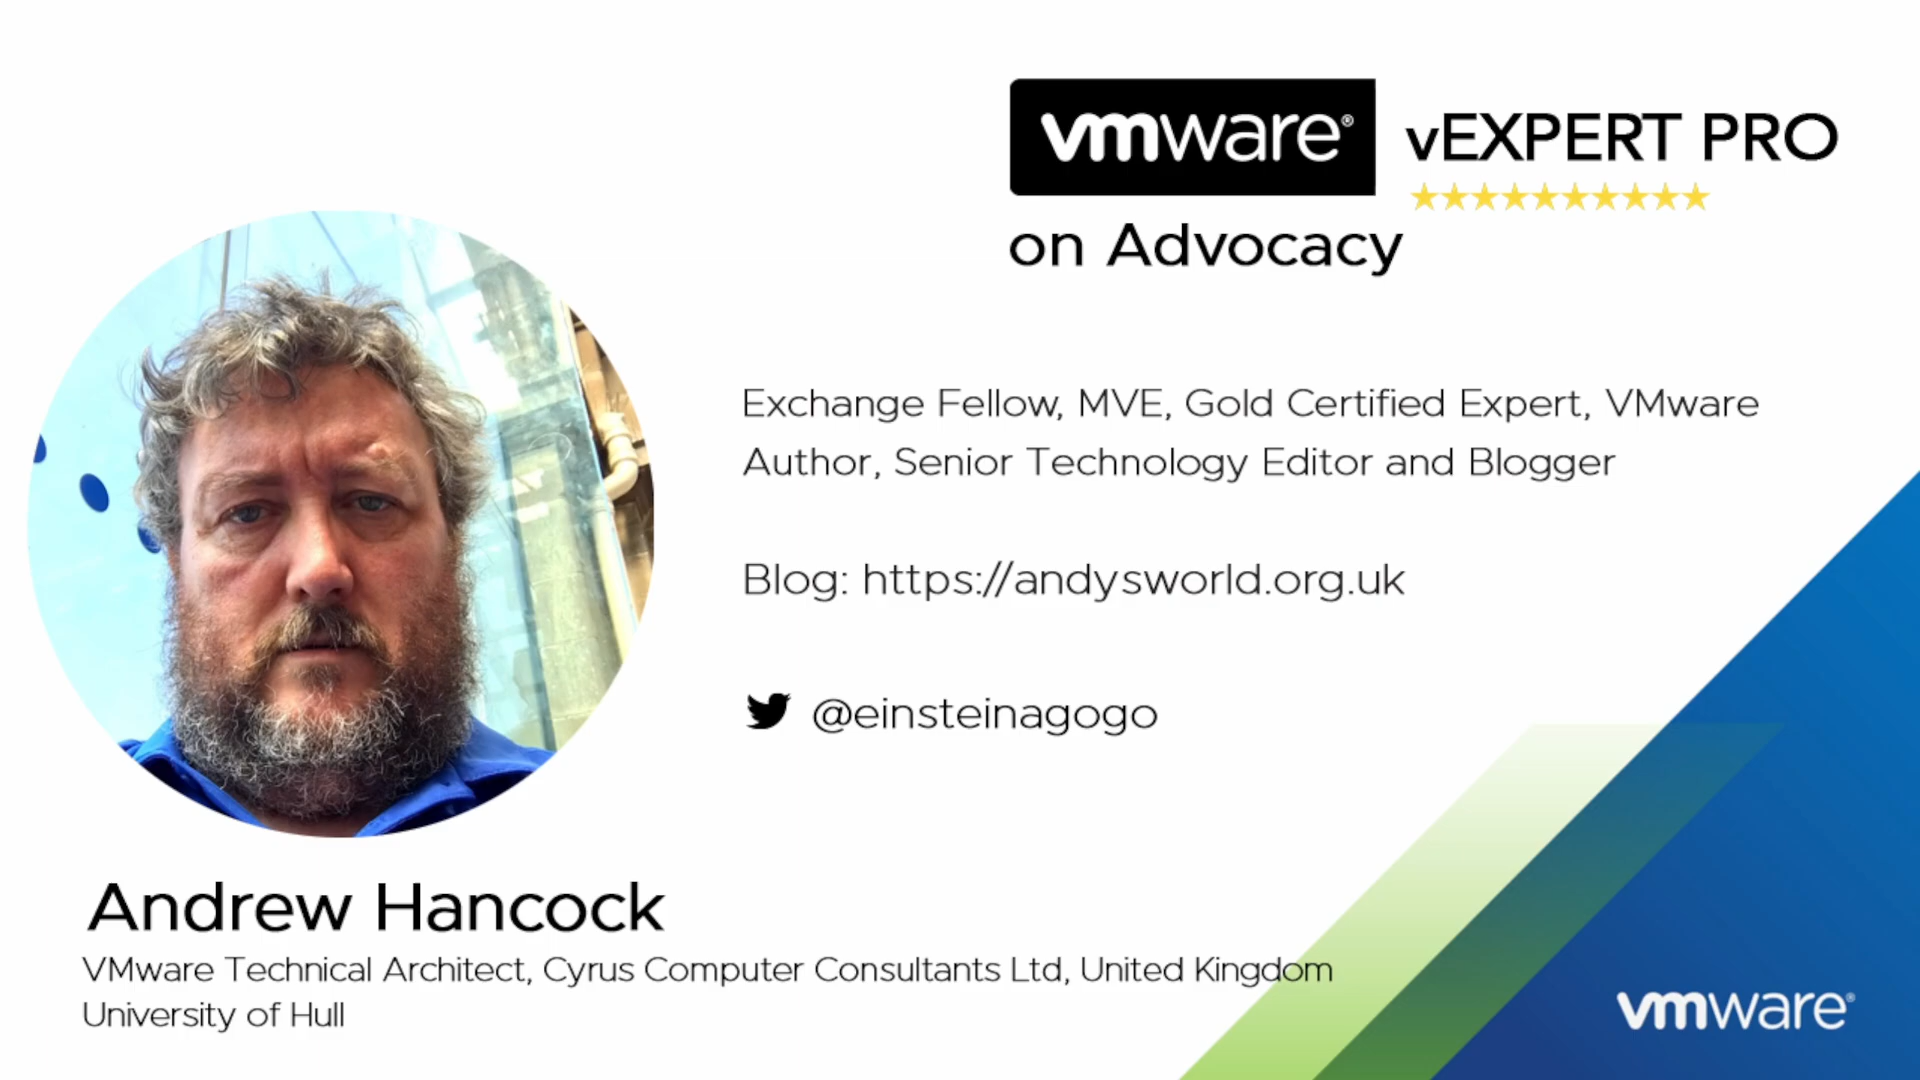 vmware® vEXPERT PRO
on Advocacy
Exchange Fellow, MVE, Gold Certified Expert, VMware
Author, Senior Technology Editor and Blogger
Blog: https://andysworld.org.uk
@einsteinagogo
Andrew Hancock
VMware Technical Architect, Cyrus Computer Consultants Ltd, United Kingdom
University of Hull
vmware®